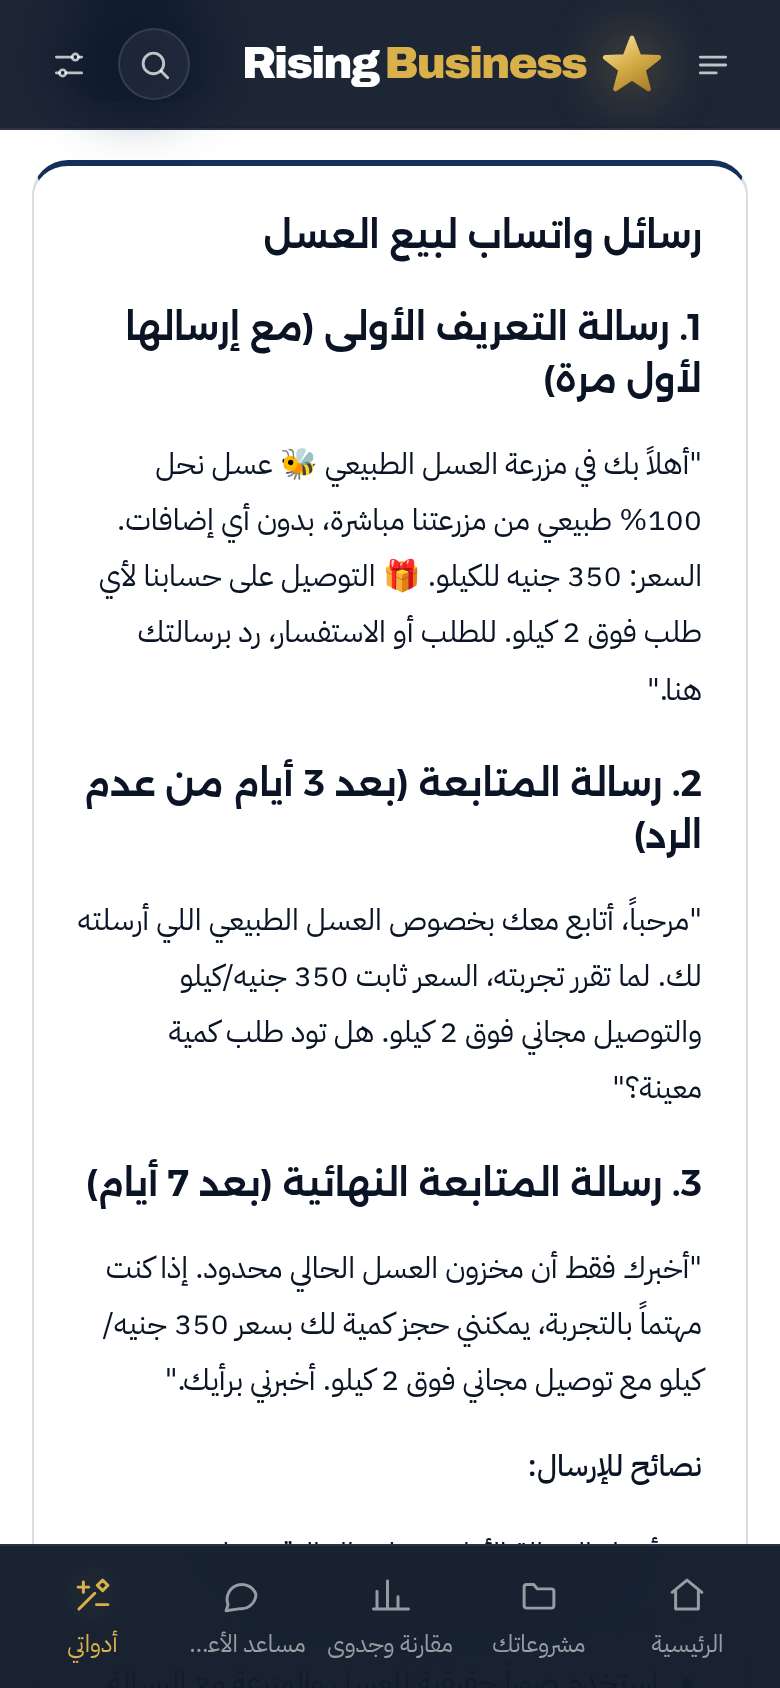 Rising Business
رسائل واتساب لبيع العسل
1. رسالة التعريف الأولى (مع إرسالها
لأول مرة)
"أهلاً بك في مزرعة العسل الطبيعي 🐝 عسل نحل
100% طبيعي من مزرعتنا مباشرة، بدون أي إضافات.
السعر: 350 جنيه للكيلو. 🎁 التوصيل على حسابنا لأي
طلب فوق 2 كيلو. للطلب أو الاستفسار، رد برسالتك
هنا."
2. رسالة المتابعة (بعد 3 أيام من عدم
الرد)
"مرحباً، أتابع معك بخصوص العسل الطبيعي اللي أرسلته
لك. لما تقرر تجربته، السعر ثابت 350 جنيه/كيلو
والتوصيل مجاني فوق 2 كيلو. هل تود طلب كمية
معينة؟"
3. رسالة المتابعة النهائية (بعد 7 أيام)
"أخبرك فقط أن مخزون العسل الحالي محدود. إذا كنت
مهتماً بالتجربة، يمكنني حجز كمية لك بسعر 350 جنيه/
كيلو مع توصيل مجاني فوق 2 كيلو. أخبرني برأيك."
نصائح للإرسال:
الرئيسية
مشروعاتك
مقارنة وجدوى
مساعد الأع...
أدواتي